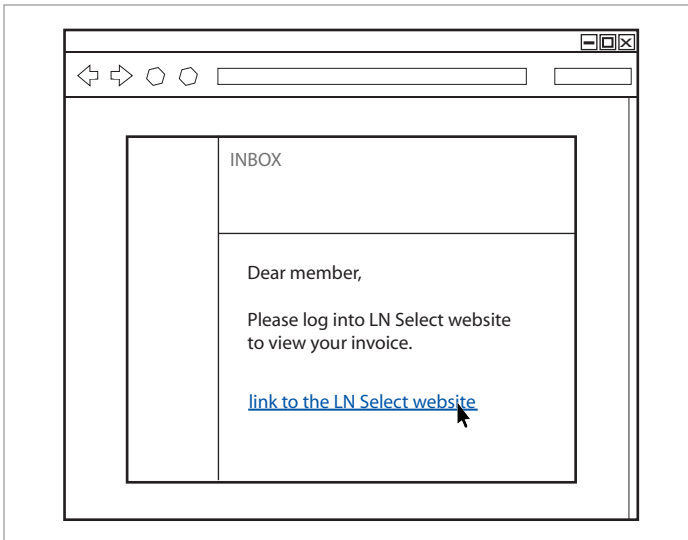 INBOX
Dear member,
Please log into LN Select website
to view your invoice.
link to the LN Select website